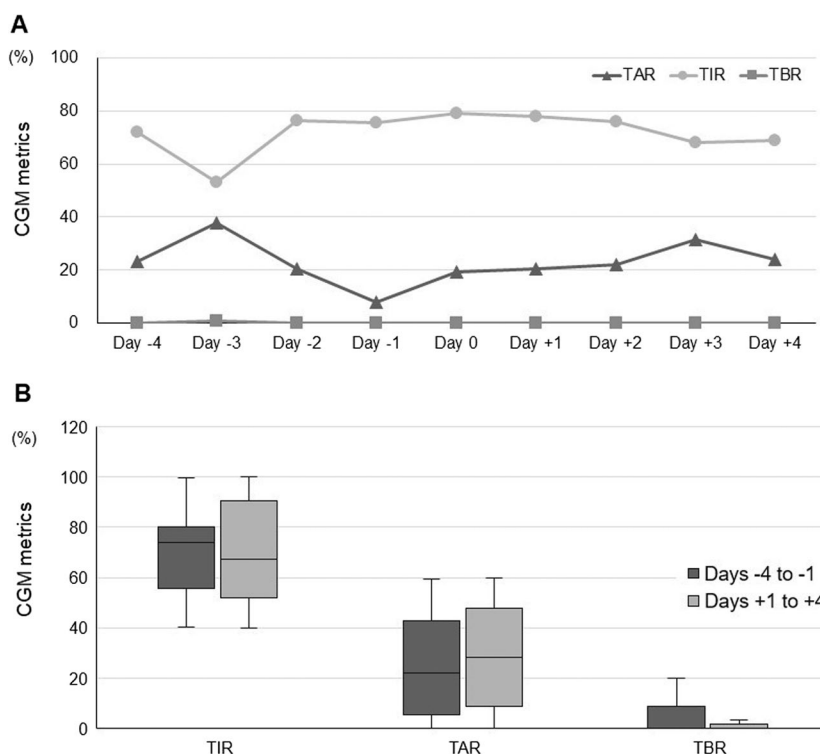 A
(%)
CGM metrics
100
80
60
40
20
0
TAR
TIR
TBR
Day -4
Day -3
Day -2
Day -1
Day 0
Day +1
Day +2
Day +3
Day +4
B
(%)
CGM metrics
120
100
80
60
40
20
0
Days -4 to -1
Days +1 to +4
TIR
TAR
TBR